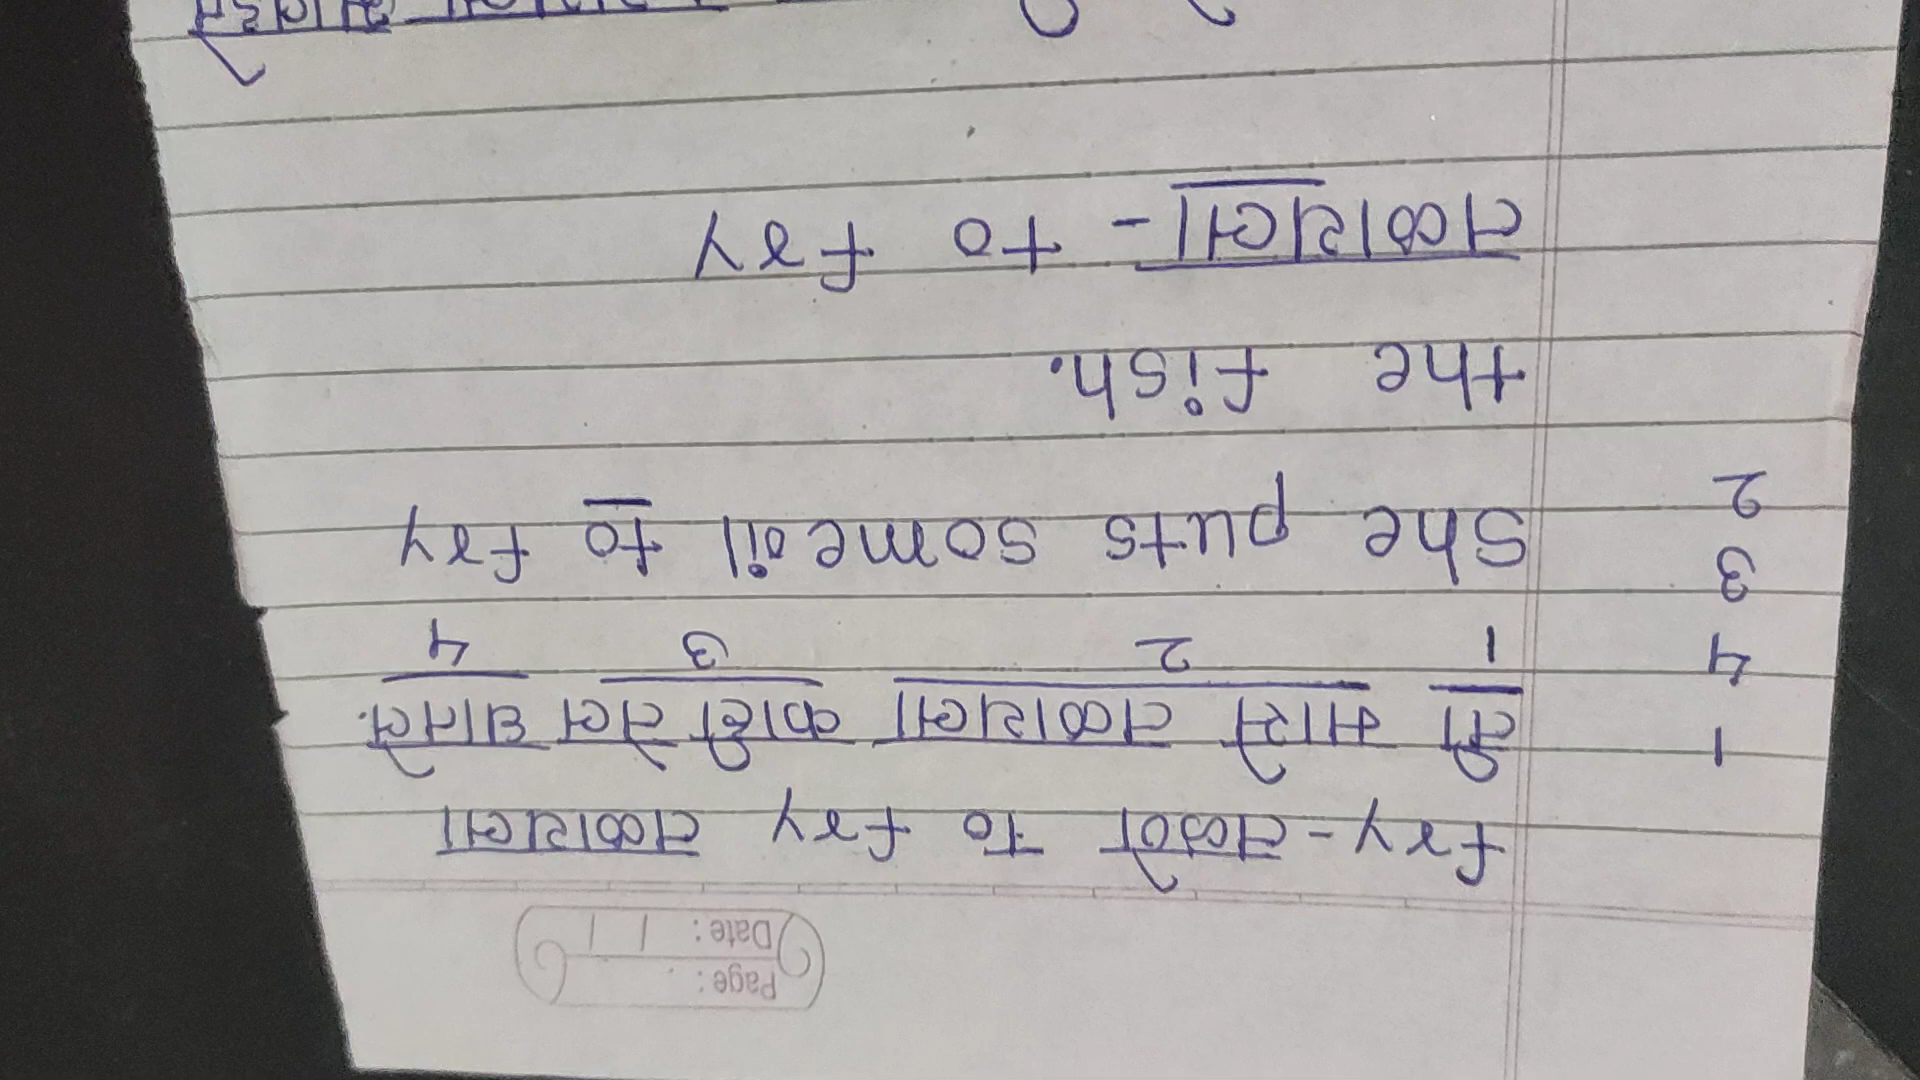 Page:
Date: / /
fry - तळणे to fry तळायला
1 ती मासे तळायला काही तेल घालते.
4 1 2 3 4
3 She puts some oil to fry
2
the fish.
तळायला - to fry